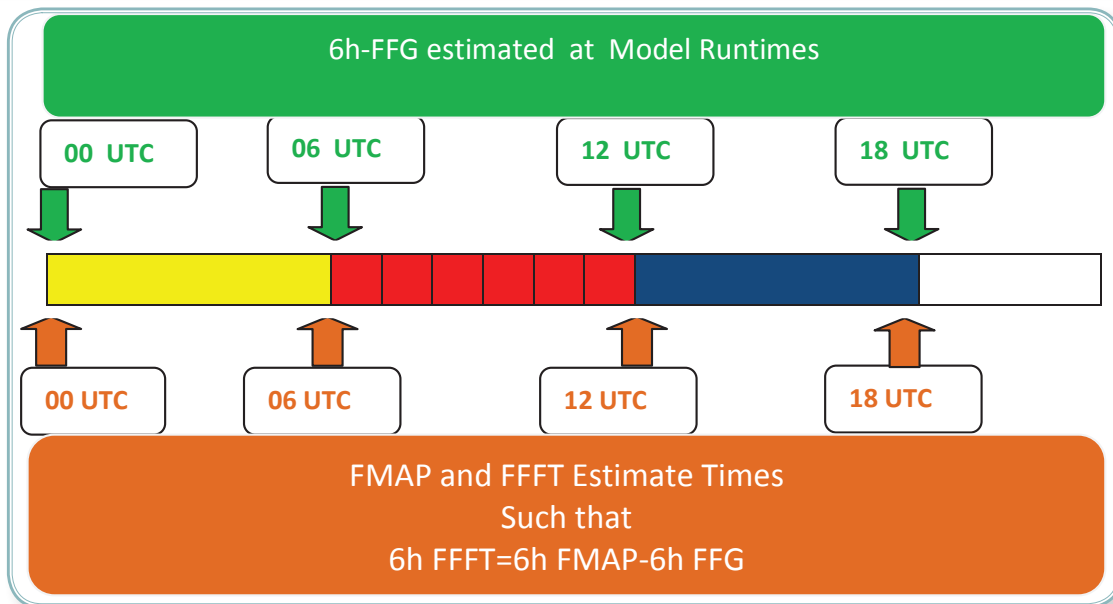 6h-FFG estimated at Model Runtimes
00 UTC
06 UTC
12 UTC
18 UTC
00 UTC
06 UTC
12 UTC
18 UTC
FMAP and FFFT Estimate Times
Such that
6h FFFT=6h FMAP-6h FFG